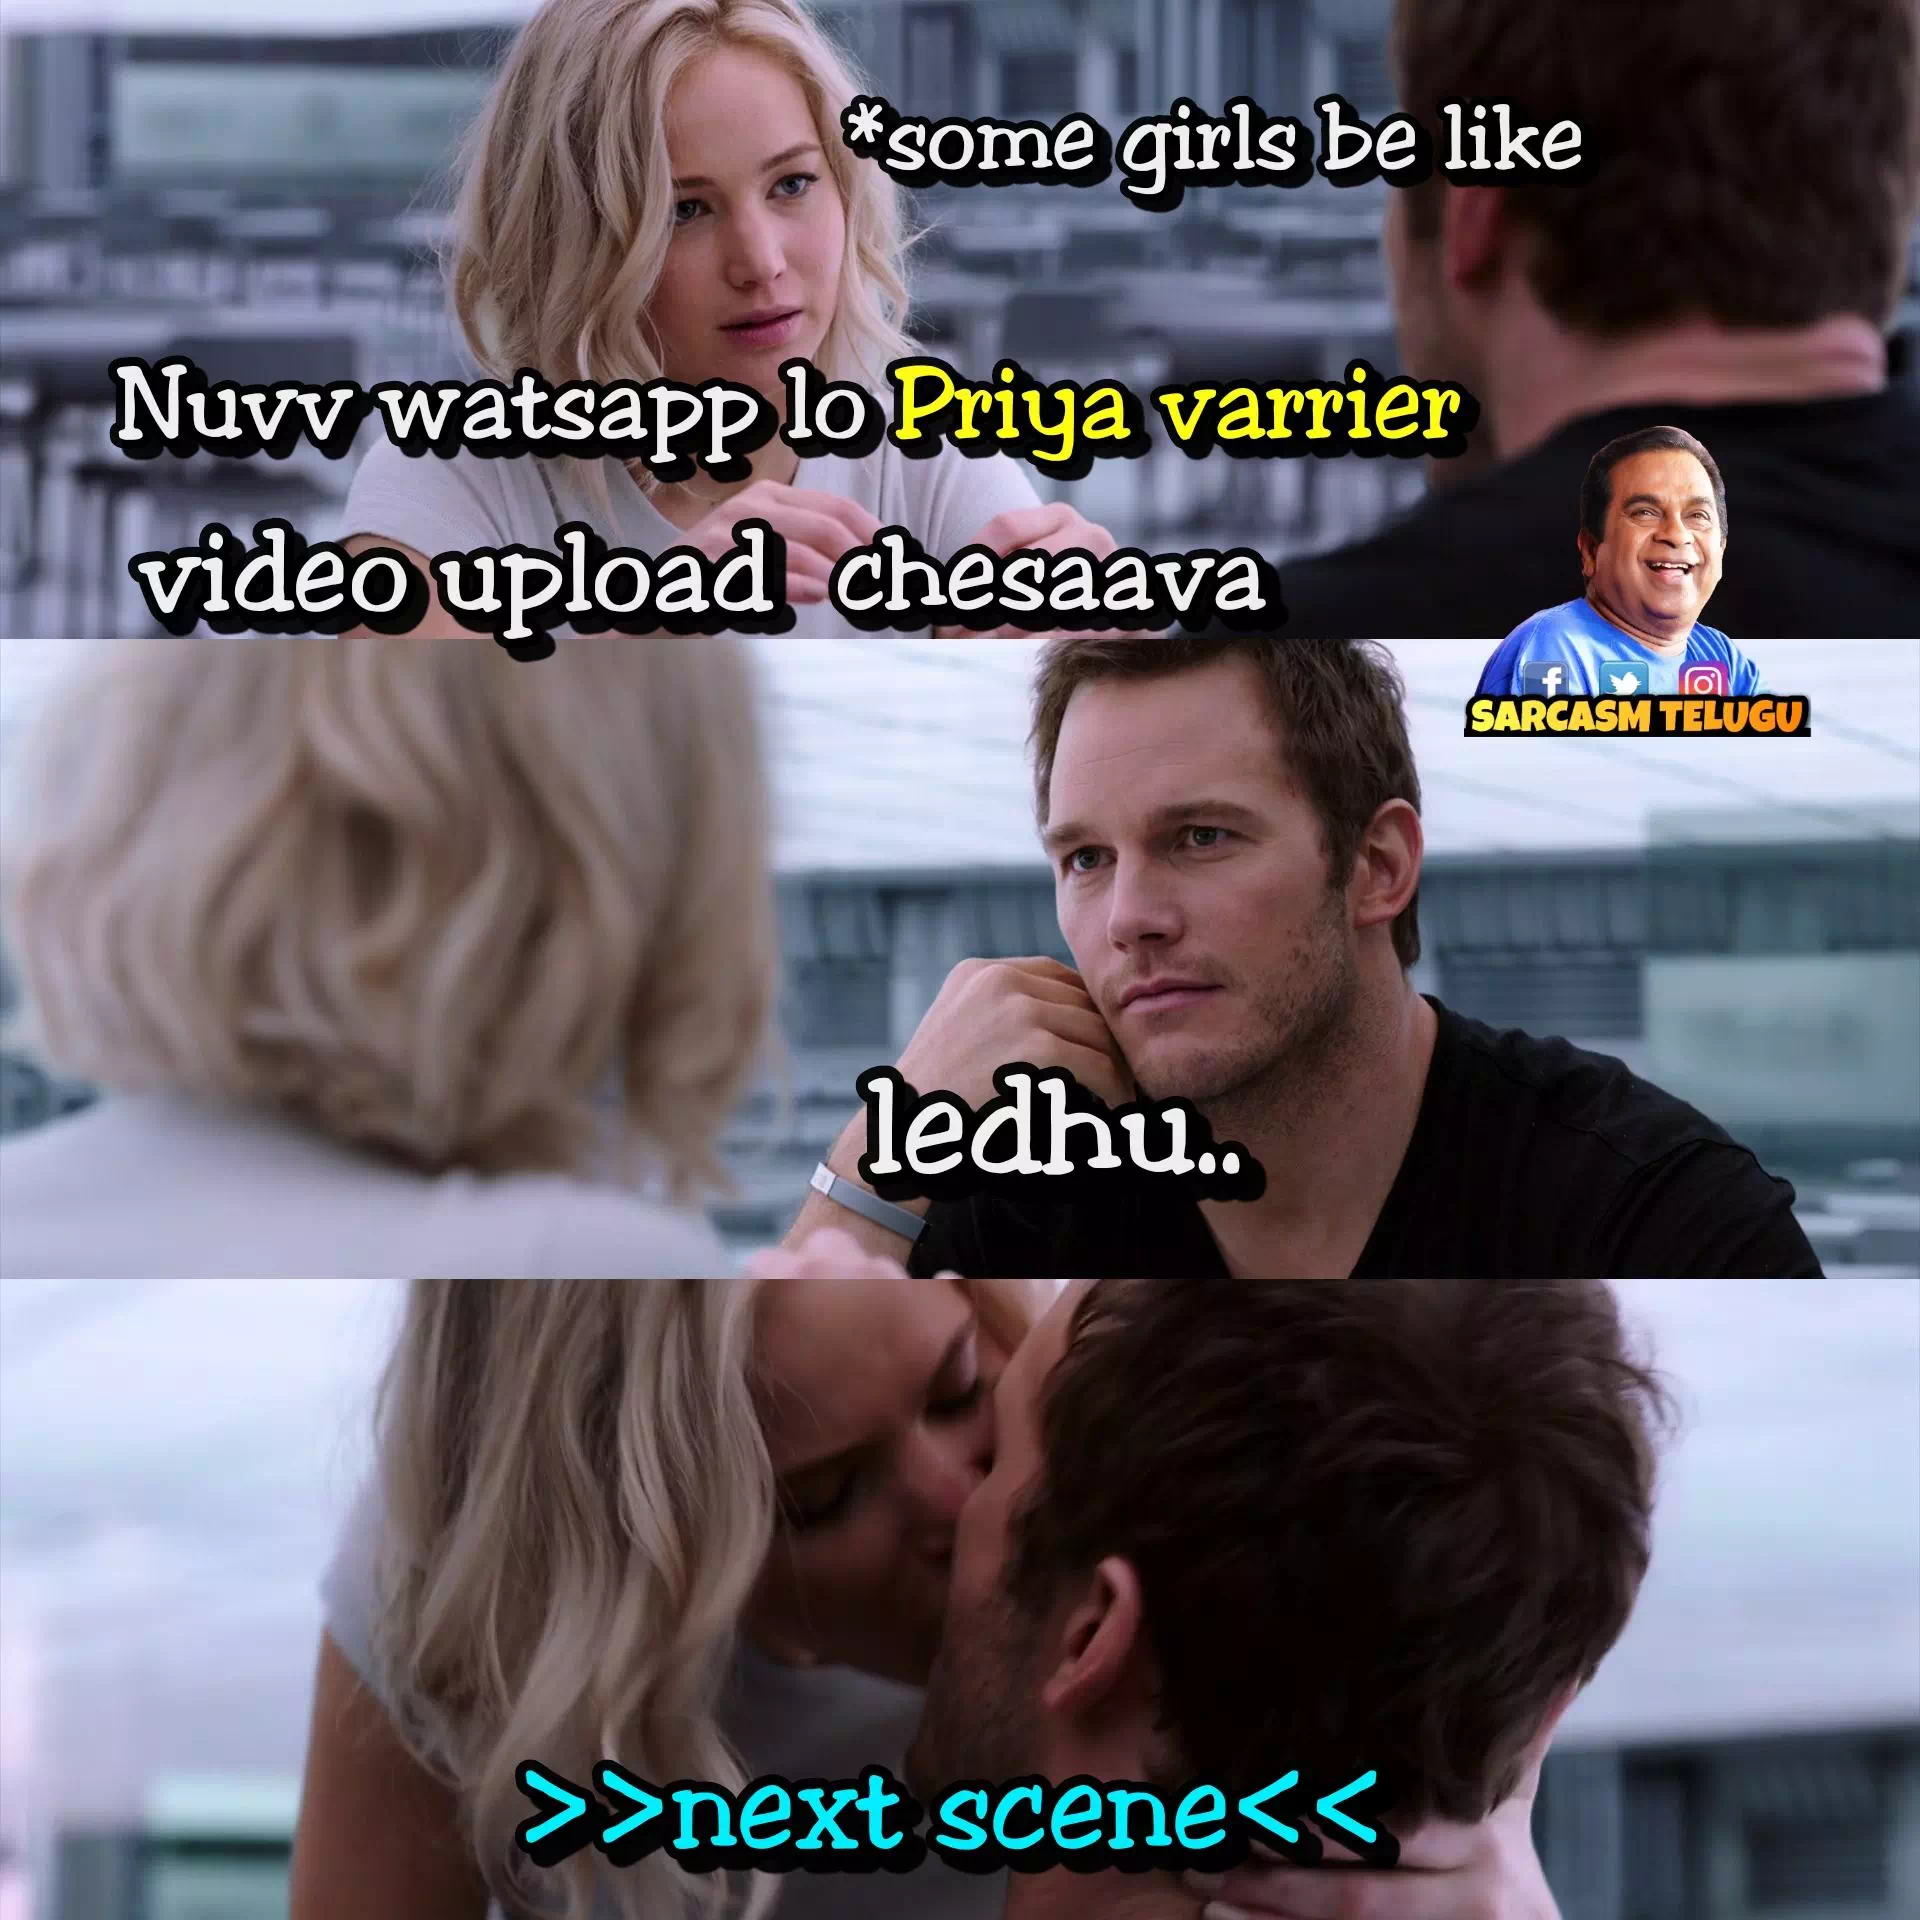 *some girls be like
Nuvv watsapp lo Priya varrier
video upload chesaava
f
SARCASM TELUGU
ledhu..
>>next scene<<